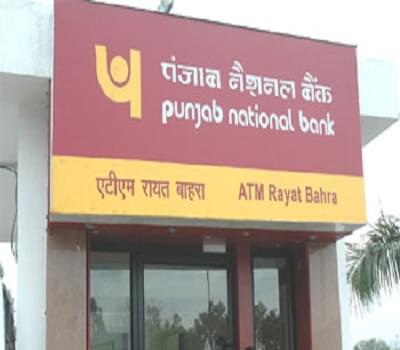 पंजाब नैशनल बैंक
punjab national bank
एटीएम रायत बाहरा ATM Rayat Bahra